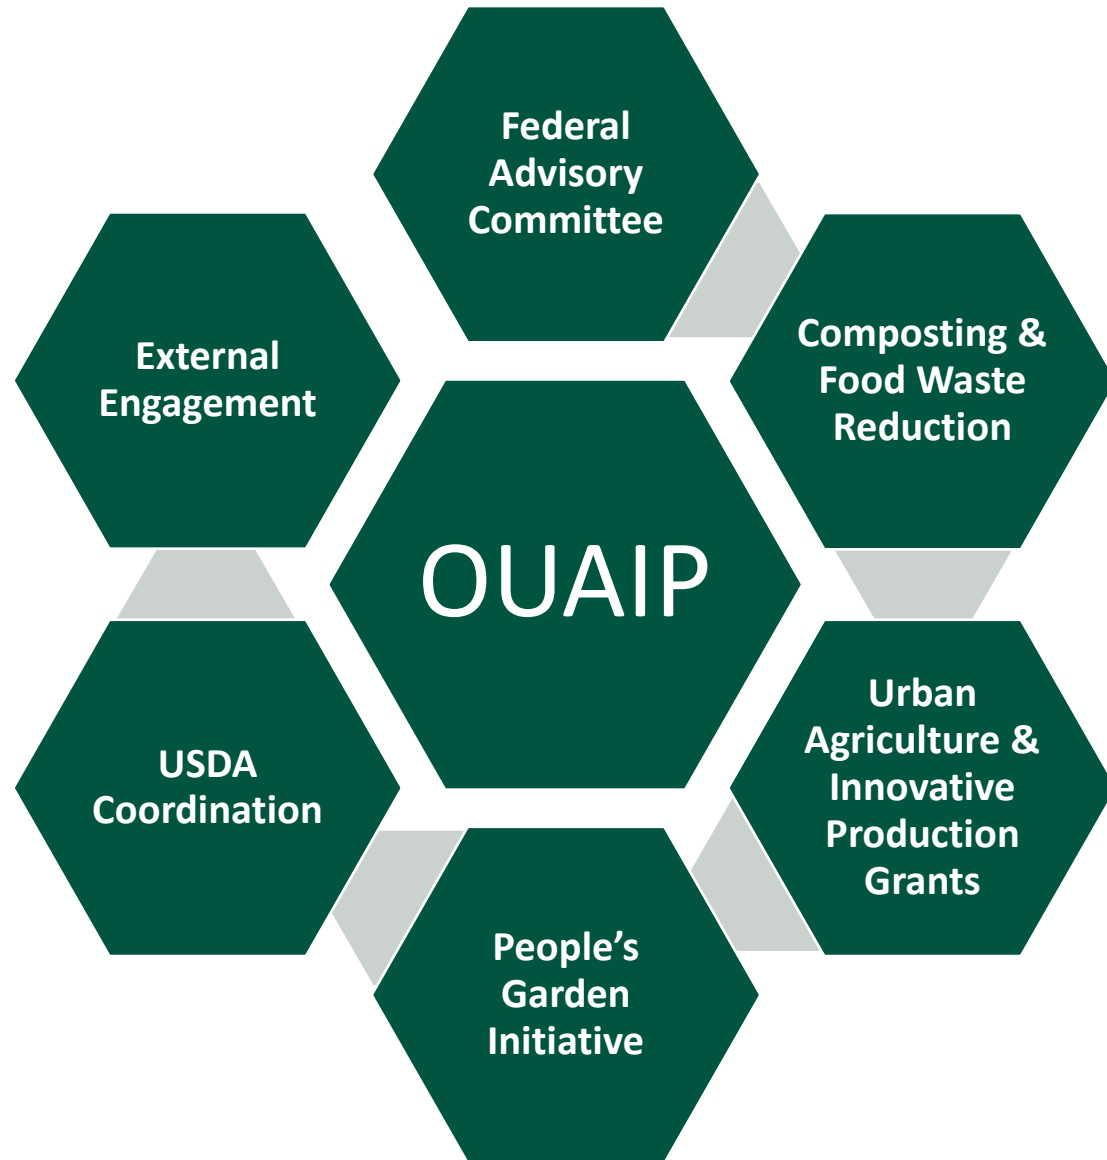 Federal
Advisory
Committee
Composting &
Food Waste
Reduction
Urban
Agriculture &
Innovative
Production
Grants
People’s
Garden
Initiative
USDA
Coordination
External
Engagement
OUAIP